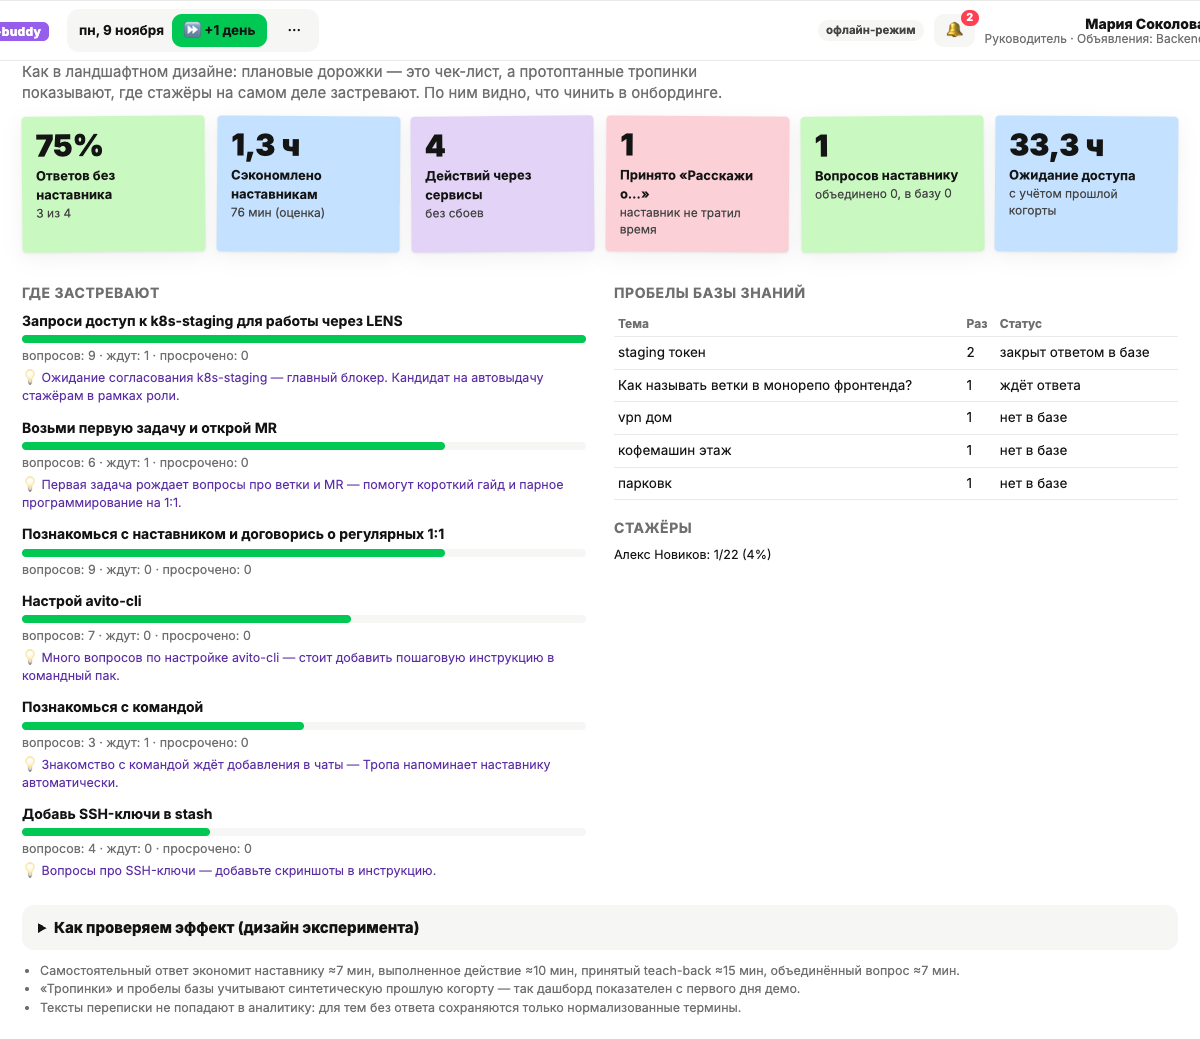 -buddy
пн, 9 ноября
+1 день
...
офлайн-режим
2
Мария Соколова
Руководитель · Объявления: Backend
Как в ландшафтном дизайне: плановые дорожки — это чек-лист, а протоптанные тропинки
показывают, где стажёры на самом деле застревают. По ним видно, что чинить в онбординге.
75%
Ответов без
наставника
3 из 4
1,3 ч
Сэкономлено
наставникам
76 мин (оценка)
4
Действий через
сервисы
без сбоев
1
Принято «Расскажи
о...»
наставник не тратил
время
1
Вопросов наставнику
объединено 0, в базу 0
33,3 ч
Ожидание доступа
с учётом прошлой
когорты
ГДЕ ЗАСТРЕВАЮТ
Запроси доступ к k8s-staging для работы через LENS
вопросов: 9 · ждут: 1 · просрочено: 0
Ожидание согласования k8s-staging — главный блокер. Кандидат на автовыдачу
стажёрам в рамках роли.
Возьми первую задачу и открой MR
вопросов: 6 · ждут: 1 · просрочено: 0
Первая задача рождает вопросы про ветки и MR — помогут короткий гайд и парное
программирование на 1:1.
Познакомься с наставником и договорись о регулярных 1:1
вопросов: 9 · ждут: 0 · просрочено: 0
Настрой avito-cli
вопросов: 7 · ждут: 0 · просрочено: 0
Много вопросов по настройке avito-cli — стоит добавить пошаговую инструкцию в
командный пак.
Познакомься с командой
вопросов: 3 · ждут: 1 · просрочено: 0
Знакомство с командой ждёт добавления в чаты — Тропа напоминает наставнику
автоматически.
Добавь SSH-ключи в stash
вопросов: 4 · ждут: 0 · просрочено: 0
Вопросы про SSH-ключи — добавьте скриншоты в инструкцию.
ПРОБЕЛЫ БАЗЫ ЗНАНИЙ
Тема Раз Статус
staging токен 2 закрыт ответом в базе
Как называть ветки в монорепо фронтенда? 1 ждёт ответа
vpn дом 1 нет в базе
кофемашин этаж 1 нет в базе
парковк 1 нет в базе
СТАЖЁРЫ
Алекс Новиков: 1/22 (4%)
Как проверяем эффект (дизайн эксперимента)
Самостоятельный ответ экономит наставнику ≈7 мин, выполненное действие ≈10 мин, принятый teach-back ≈15 мин, объединённый вопрос ≈7 мин.
«Тропинки» и пробелы базы учитывают синтетическую прошлую когорту — так дашборд показателен с первого дня демо.
Тексты переписки не попадают в аналитику: для тем без ответа сохраняются только нормализованные термины.